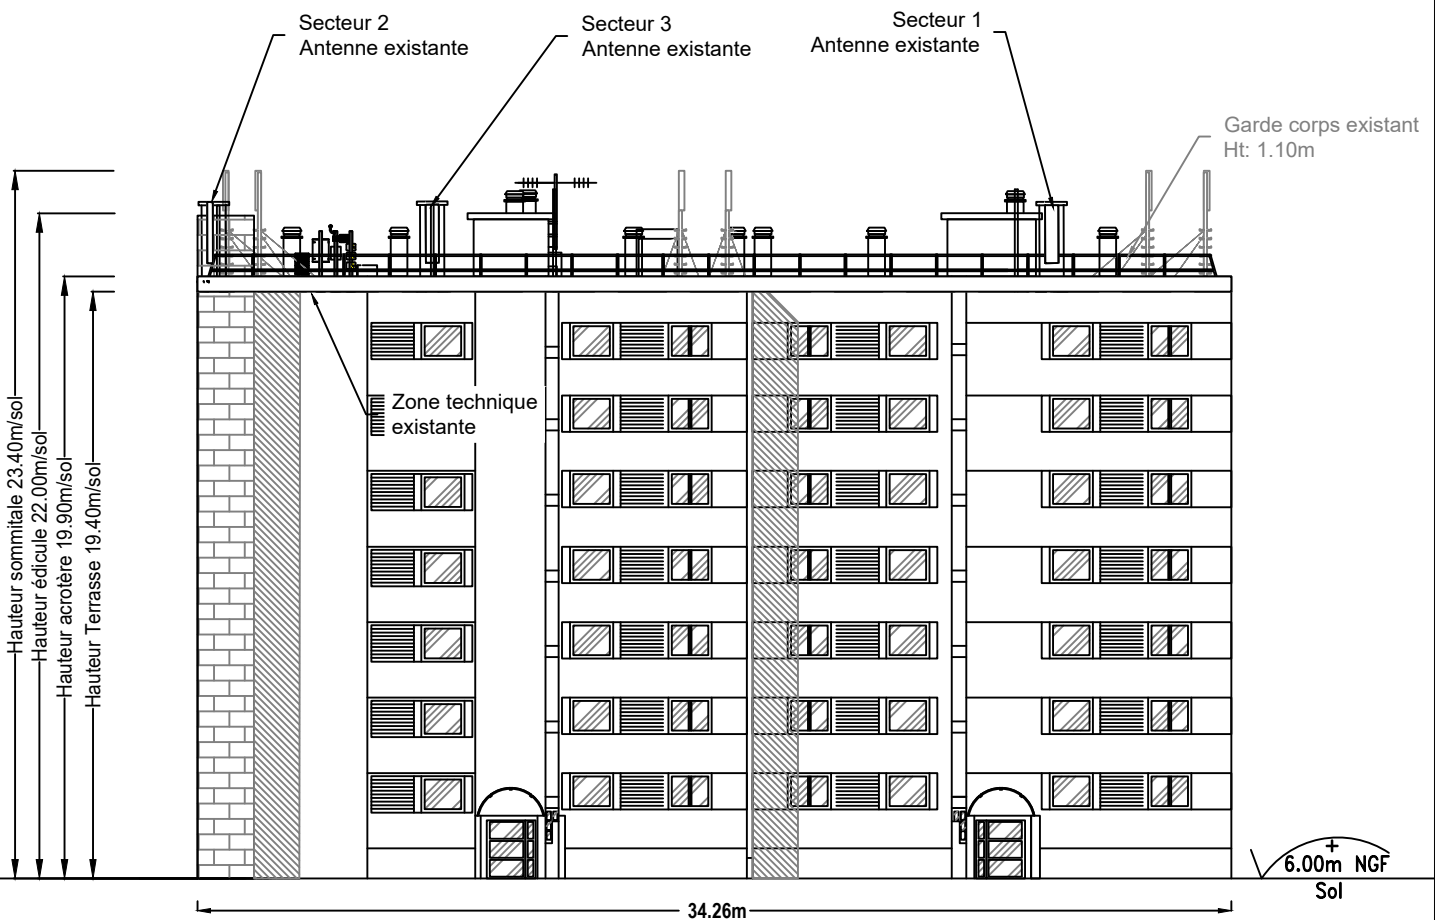 Secteur 2
Antenne existante
Secteur 3
Antenne existante
Secteur 1
Antenne existante
Garde corps existant
Ht: 1.10m
Zone technique
existante
Hauteur sommitale 23.40m/sol
Hauteur édicule 22.00m/sol
Hauteur acrotère 19.90m/sol
Hauteur Terrasse 19.40m/sol
6.00m NGF
Sol
34.26m